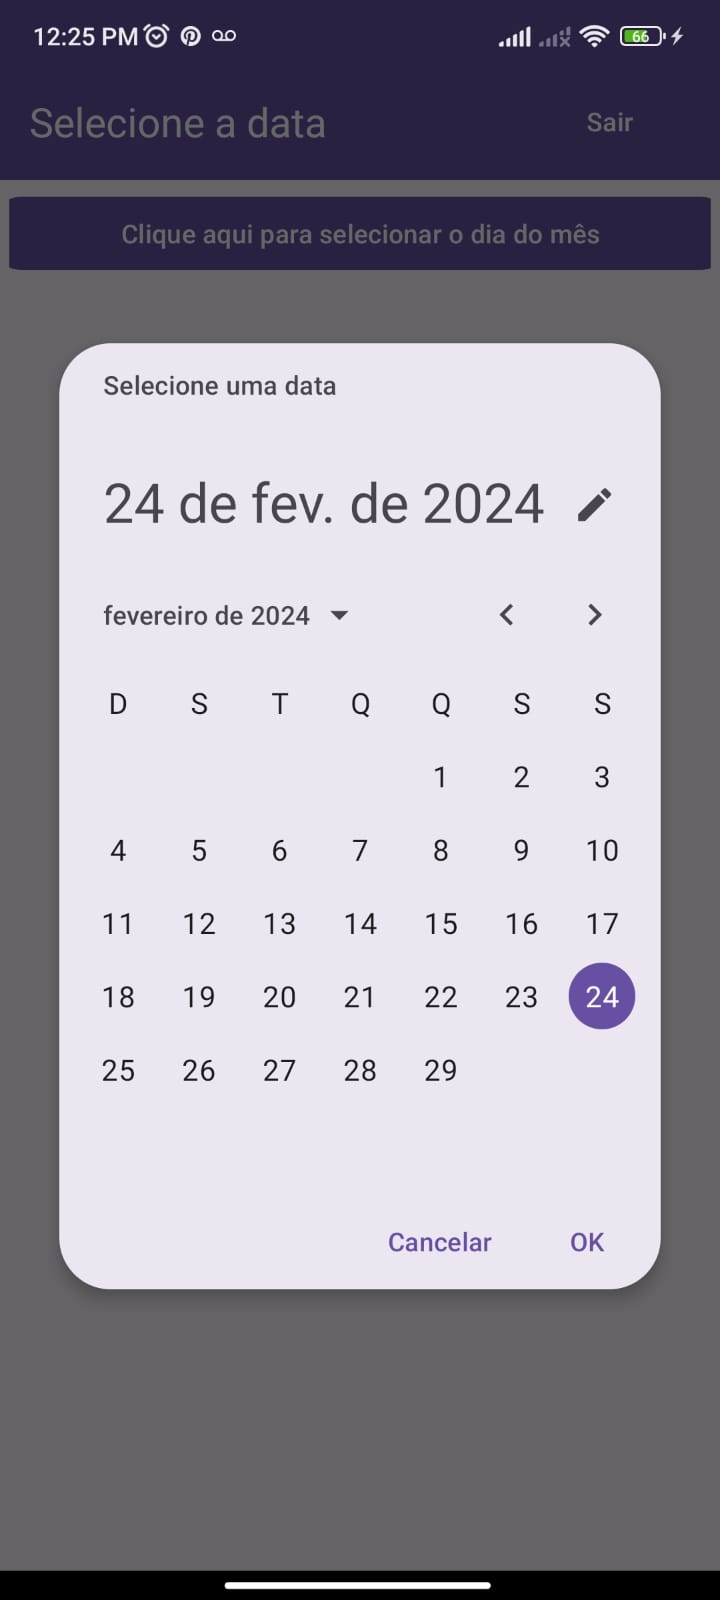 12:25 PM 66
Selecione a data Sair
Clique aqui para selecionar o dia do mês
Selecione uma data
24 de fev. de 2024
fevereiro de 2024
D S T Q Q S S
1 2 3
4 5 6 7 8 9 10
11 12 13 14 15 16 17
18 19 20 21 22 23 24
25 26 27 28 29
Cancelar OK